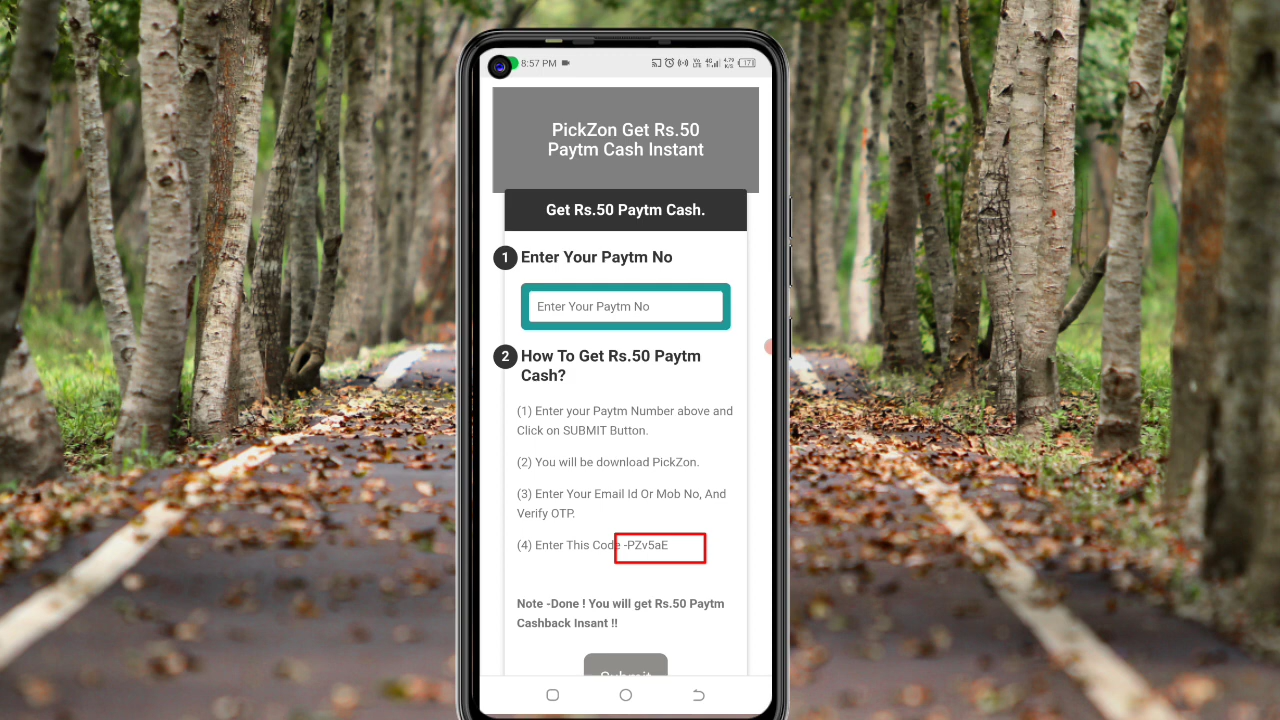 8:57 PM
PickZon Get Rs.50
Paytm Cash Instant
Get Rs.50 Paytm Cash.
1 Enter Your Paytm No
Enter Your Paytm No
2 How To Get Rs.50 Paytm
Cash?
(1) Enter your Paytm Number above and
Click on SUBMIT Button.
(2) You will be download PickZon.
(3) Enter Your Email Id Or Mob No, And
Verify OTP.
(4) Enter This Code -PZv5aE
Note -Done ! You will get Rs.50 Paytm
Cashback Insant !!
Submit